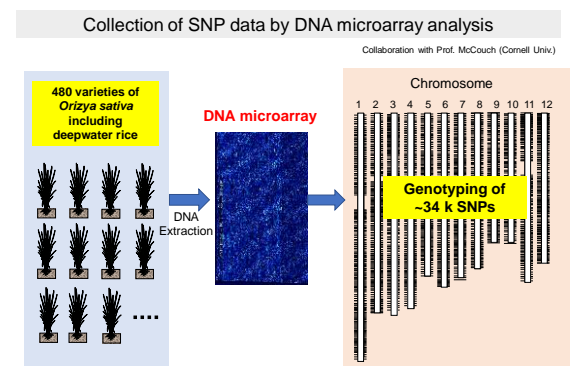 Collection of SNP data by DNA microarray analysis
Collaboration with Prof. McCouch (Cornell Univ.)
480 varieties of
Orizya sativa
including
deepwater rice
DNA microarray
DNA
Extraction
Chromosome
1 2 3 4 5 6 7 8 9 10 11 12
Genotyping of
~34 k SNPs
....